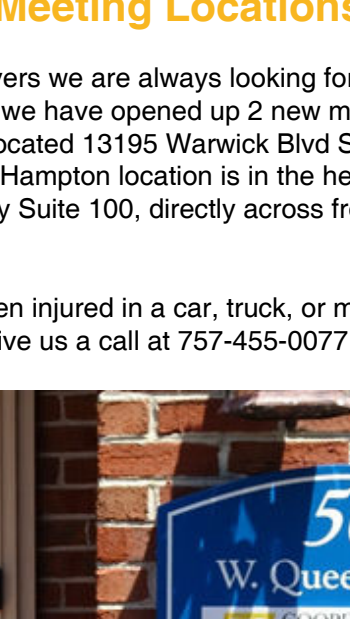 Meeting Locations
vers we are always looking for
we have opened up 2 new m
ocated 13195 Warwick Blvd S
Hampton location is in the he
y Suite 100, directly across fr
en injured in a car, truck, or m
ive us a call at 757-455-0077
50
W. Quee
COOPER